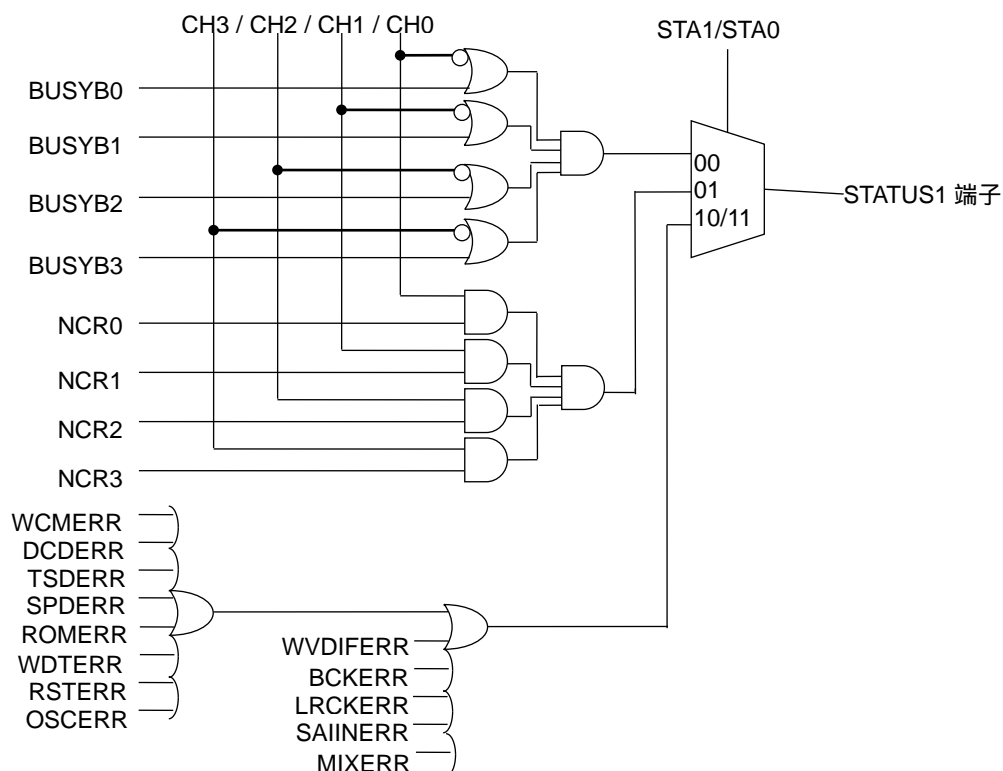 CH3 / CH2 / CH1 / CH0
STA1/STA0
BUSYB0
BUSYB1
BUSYB2
BUSYB3
00
01
10/11
STATUS1 端子
NCR0
NCR1
NCR2
NCR3
WCMERR
DCDERR
TSDERR
SPDERR
ROMERR
WDTERR
RSTERR
OSCERR
WVDIFERR
BCKERR
LRCKERR
SAIINERR
MIXERR